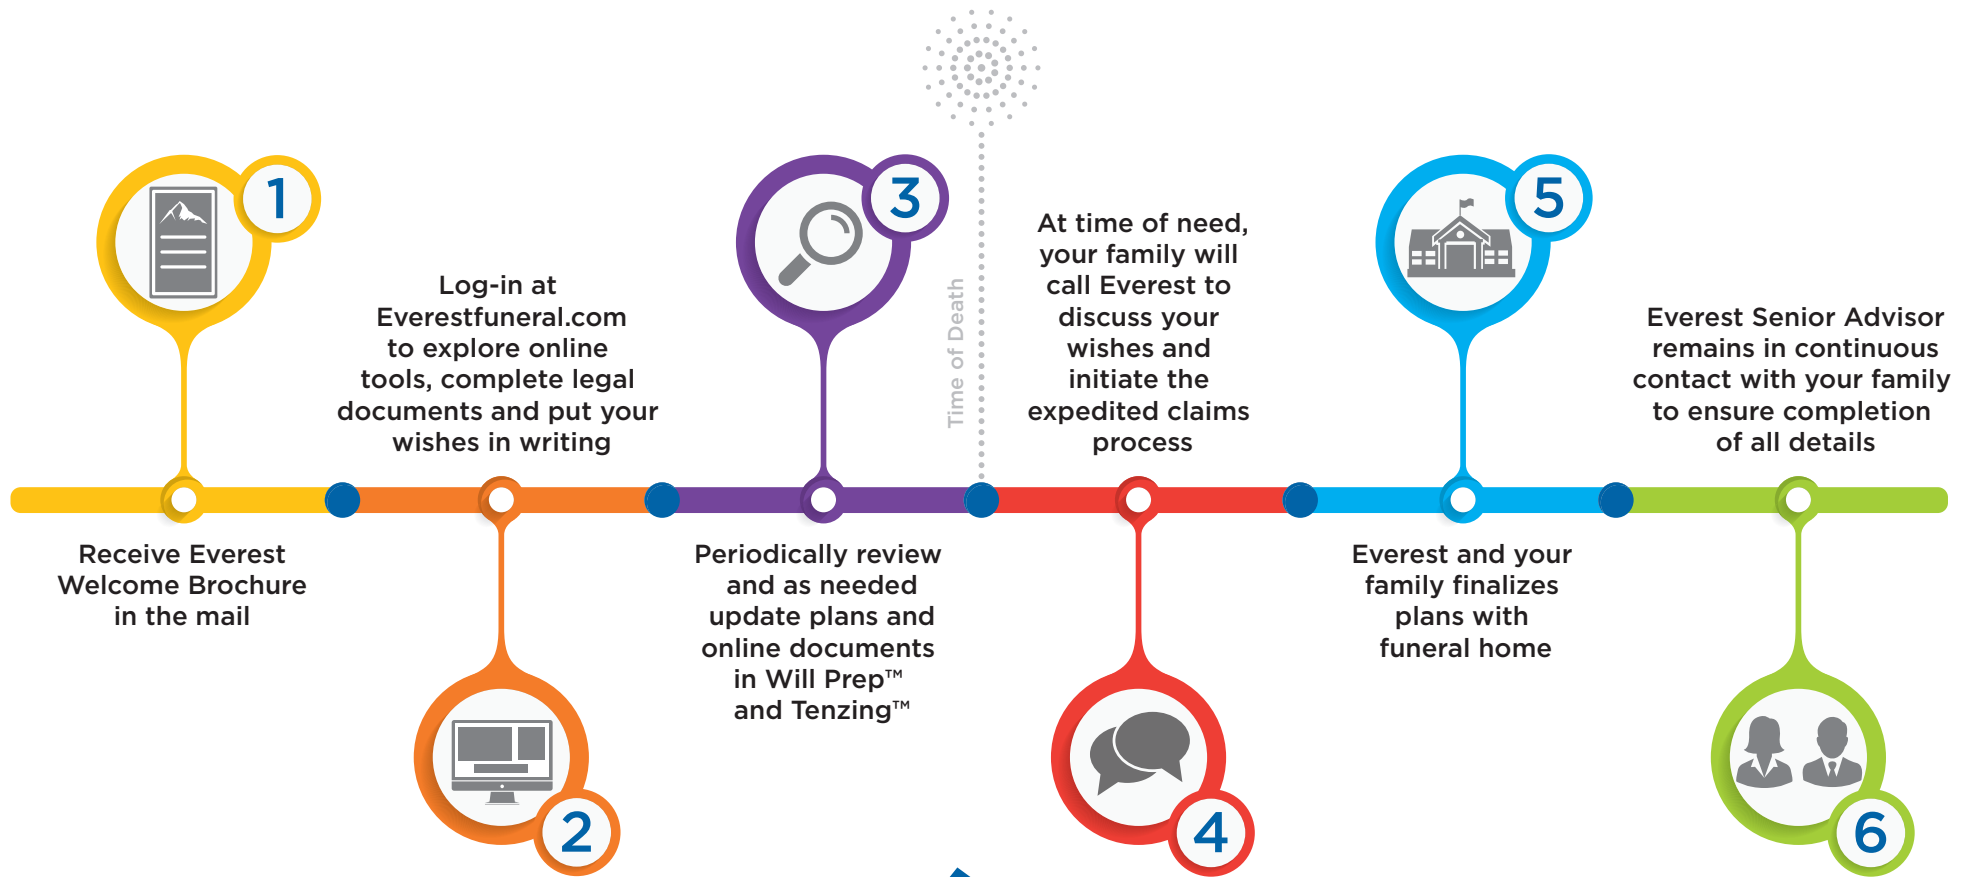 1
Receive Everest
Welcome Brochure
in the mail
Log-in at
Everestfuneral.com
to explore online
tools, complete legal
documents and put your
wishes in writing
2
3
Periodically review
and as needed
update plans and
online documents
in Will Prep™
and Tenzing™
Time of Death
At time of need,
your family will
call Everest to
discuss your
wishes and
initiate the
expedited claims
process
4
5
Everest and your
family finalizes
plans with
funeral home
Everest Senior Advisor
remains in continuous
contact with your family
to ensure completion
of all details
6